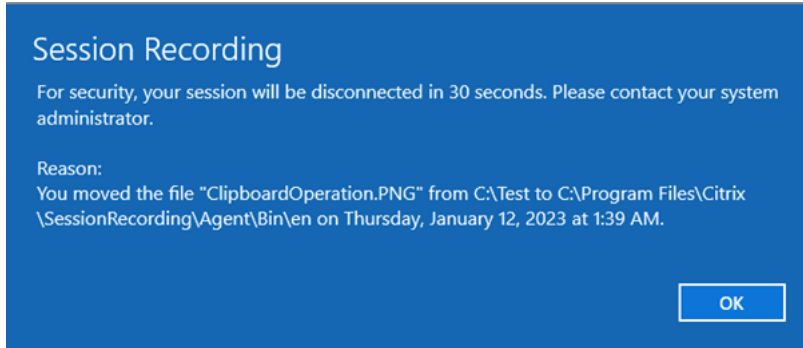 Session Recording
For security, your session will be disconnected in 30 seconds. Please contact your system
administrator.
Reason:
You moved the file "ClipboardOperation.PNG" from C:\Test to C:\Program Files\Citrix
\SessionRecording\Agent\Bin\en on Thursday, January 12, 2023 at 1:39 AM.
OK